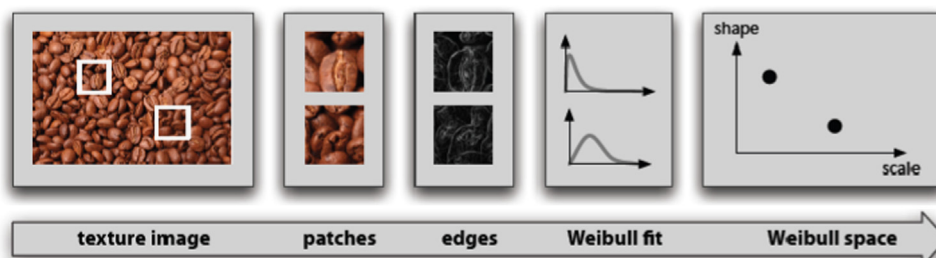 shape
scale
texture image
patches
edges
Weibull fit
Weibull space